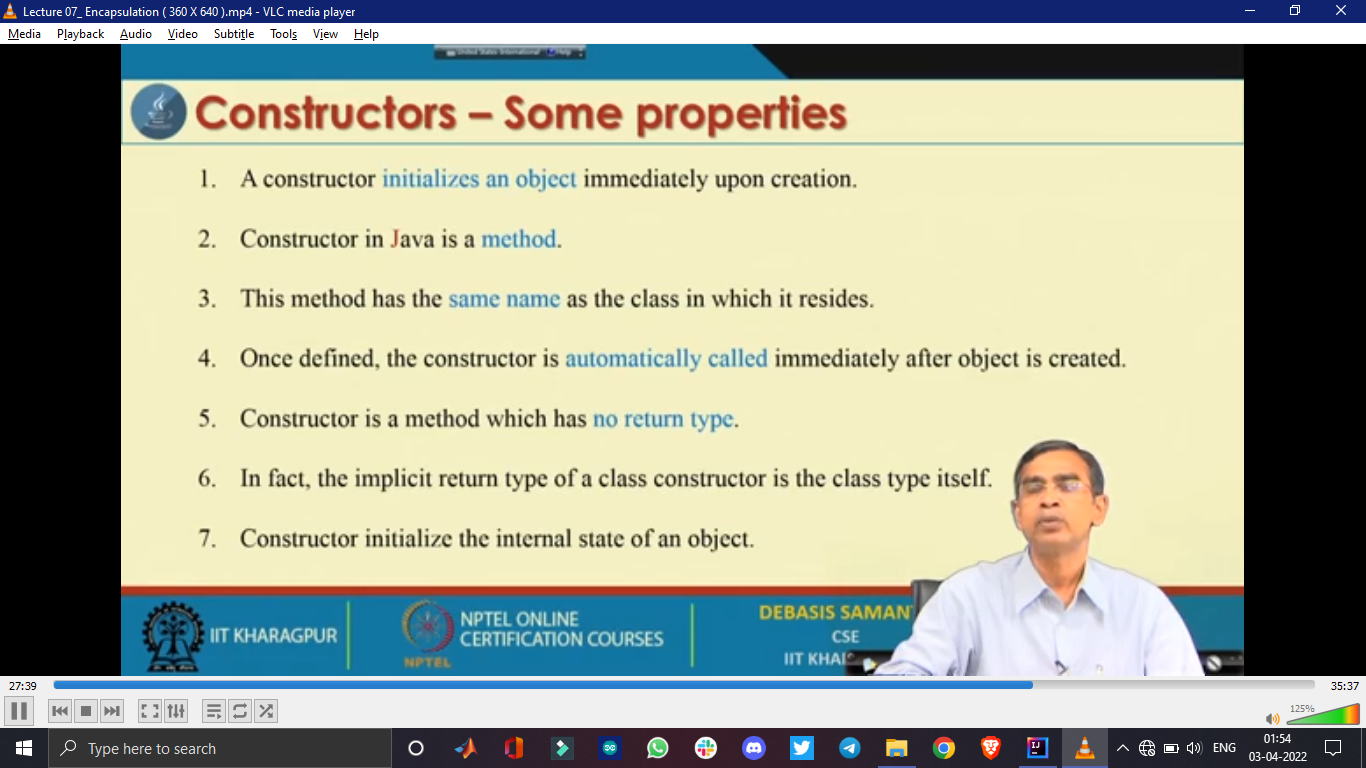 Lecture 07_ Encapsulation ( 360 X 640 ).mp4 - VLC media player
Media Playback Audio Video Subtitle Tools View Help
Constructors – Some properties
1. A constructor initializes an object immediately upon creation.
2. Constructor in Java is a method.
3. This method has the same name as the class in which it resides.
4. Once defined, the constructor is automatically called immediately after object is created.
5. Constructor is a method which has no return type.
6. In fact, the implicit return type of a class constructor is the class type itself.
7. Constructor initialize the internal state of an object.
IIT KHARAGPUR
NPTEL
NPTEL ONLINE
CERTIFICATION COURSES
DEBASIS
CSE
IIT
27:39
35:37
125%
Type here to search
ENG
01:54
03-04-2022